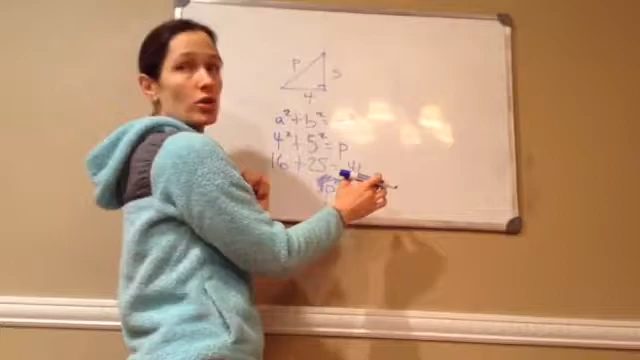 P
5
4
a² + b² =
4² + 5² = P
16 + 25 = 41